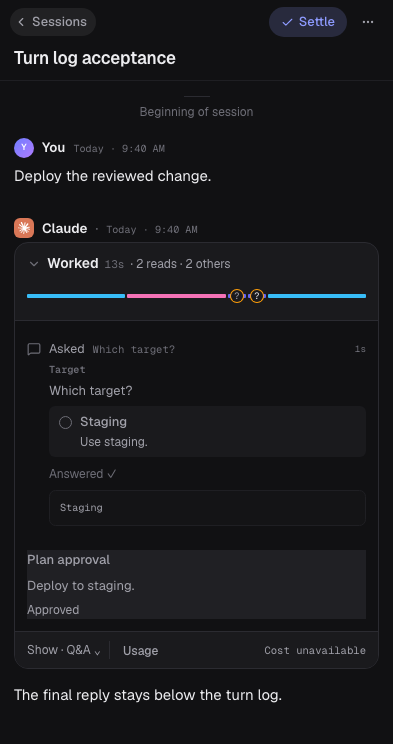 Sessions
Settle
Turn log acceptance
Beginning of session
Y You Today · 9:40 AM
Deploy the reviewed change.
Claude · Today · 9:40 AM
Worked 13s · 2 reads · 2 others
? ?
Asked Which target? 1s
Target
Which target?
Staging
Use staging.
Answered ✓
Staging
Plan approval
Deploy to staging.
Approved
Show · Q&A Usage Cost unavailable
The final reply stays below the turn log.